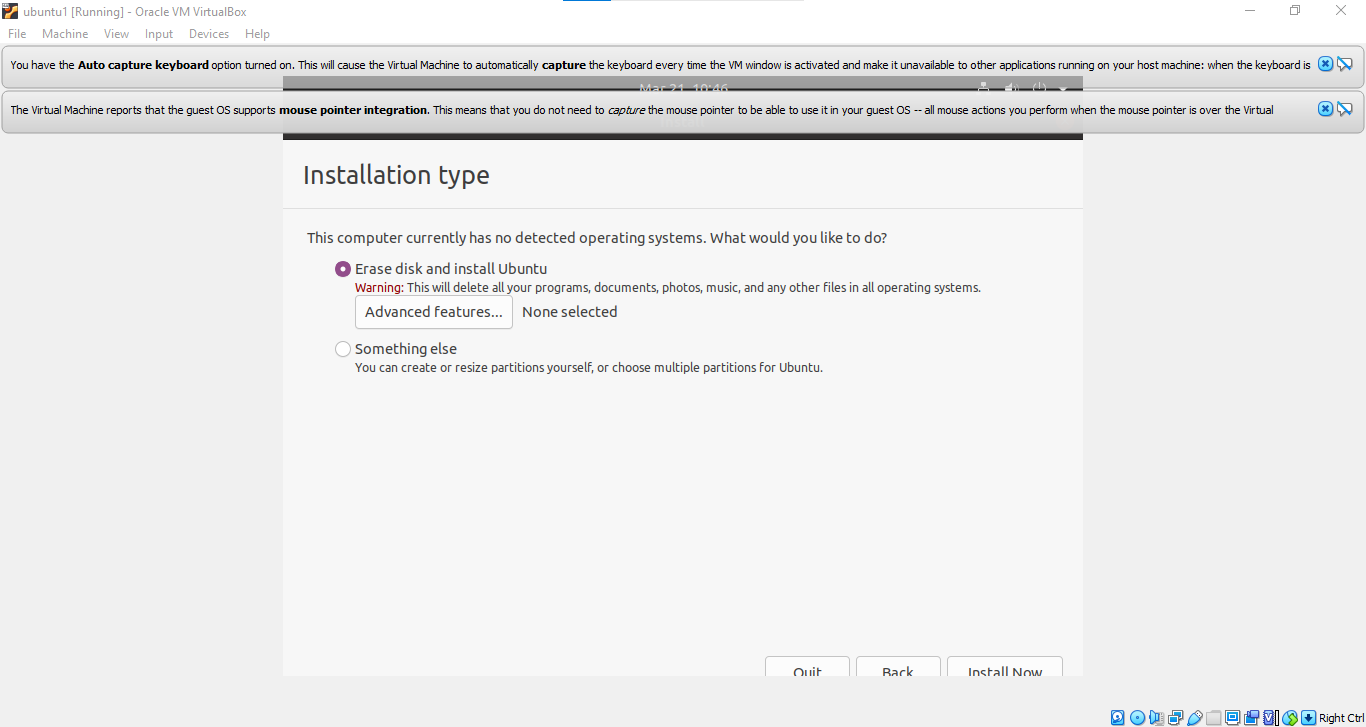 ubuntu1 [Running] - Oracle VM VirtualBox
File Machine View Input Devices Help
You have the Auto capture keyboard option turned on. This will cause the Virtual Machine to automatically capture the keyboard every time the VM window is activated and make it unavailable to other applications running on your host machine: when the keyboard is
Mar 21 10:46
The Virtual Machine reports that the guest OS supports mouse pointer integration. This means that you do not need to capture the mouse pointer to be able to use it in your guest OS -- all mouse actions you perform when the mouse pointer is over the Virtual
Installation type
This computer currently has no detected operating systems. What would you like to do?
Erase disk and install Ubuntu
Warning: This will delete all your programs, documents, photos, music, and any other files in all operating systems.
Advanced features... None selected
Something else
You can create or resize partitions yourself, or choose multiple partitions for Ubuntu.
Quit Back Install Now
Right Ctrl